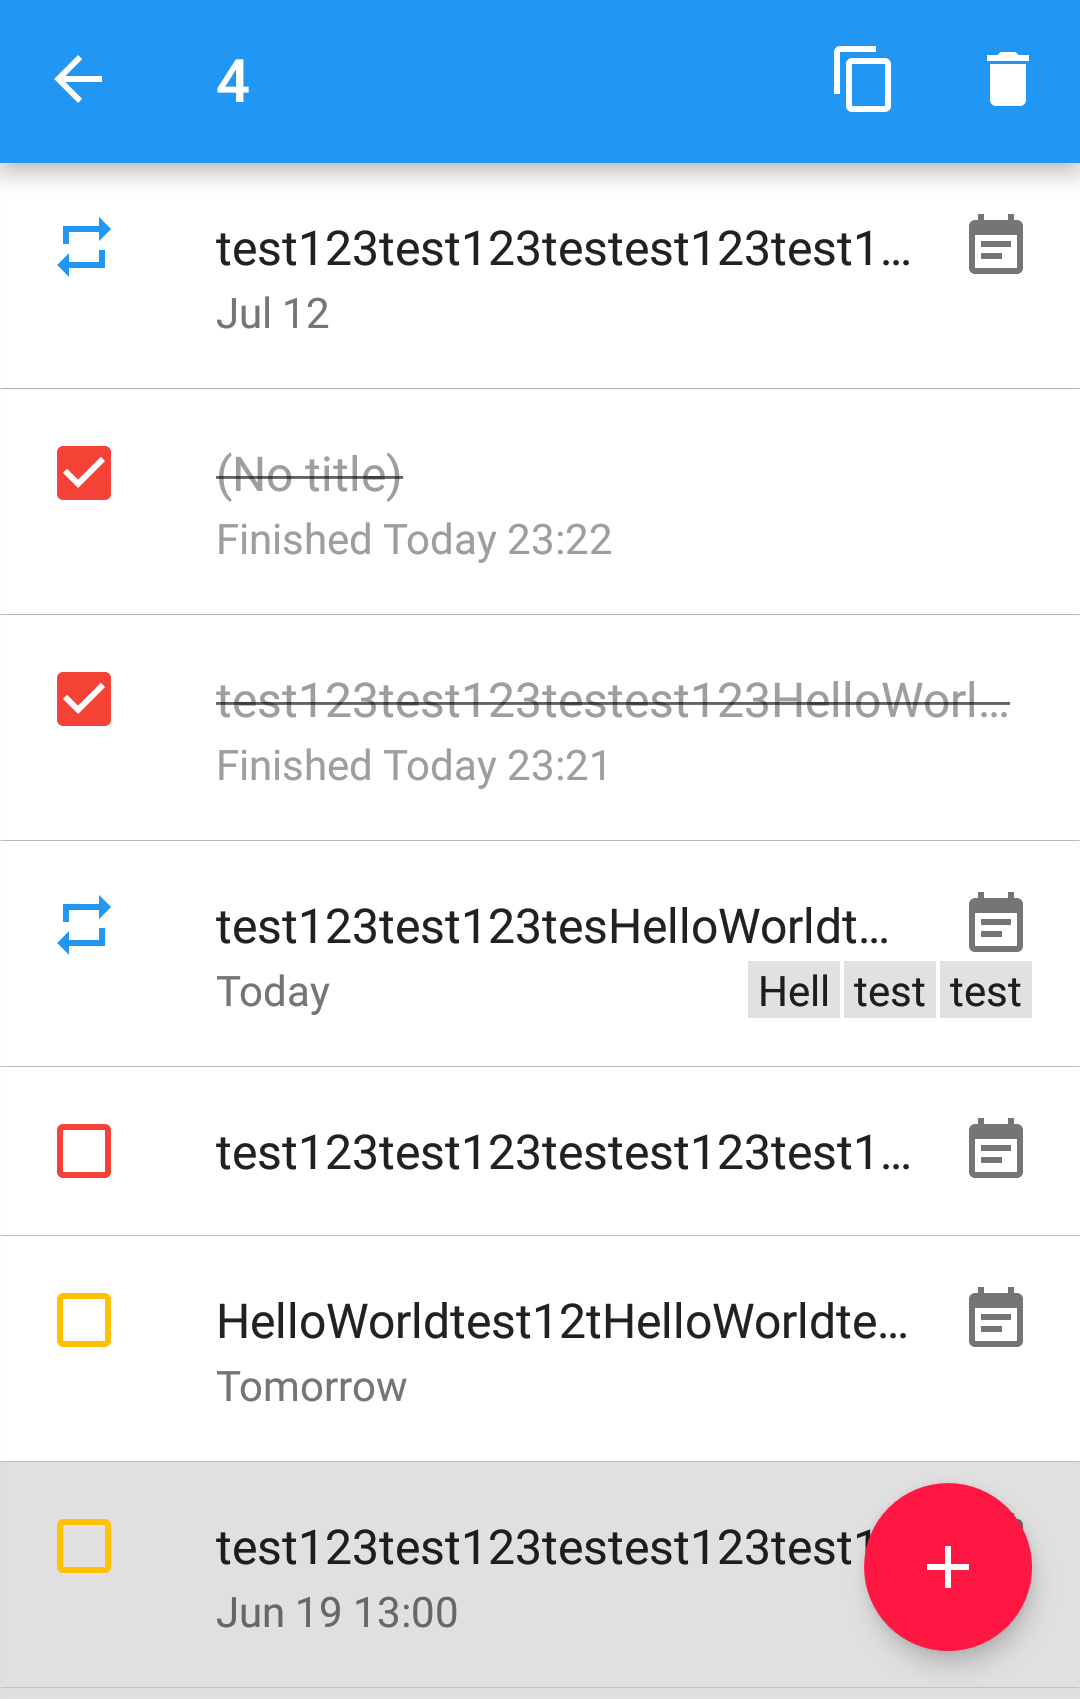 4
test123test123testest123test1...
Jul 12
(No title)
Finished Today 23:22
test123test123testest123HelloWorl...
Finished Today 23:21
test123test123tesHelloWorldt...
Today Hell test test
test123test123testest123test1...
HelloWorldtest12tHelloWorldte...
Tomorrow
test123test123testest123test1
Jun 19 13:00